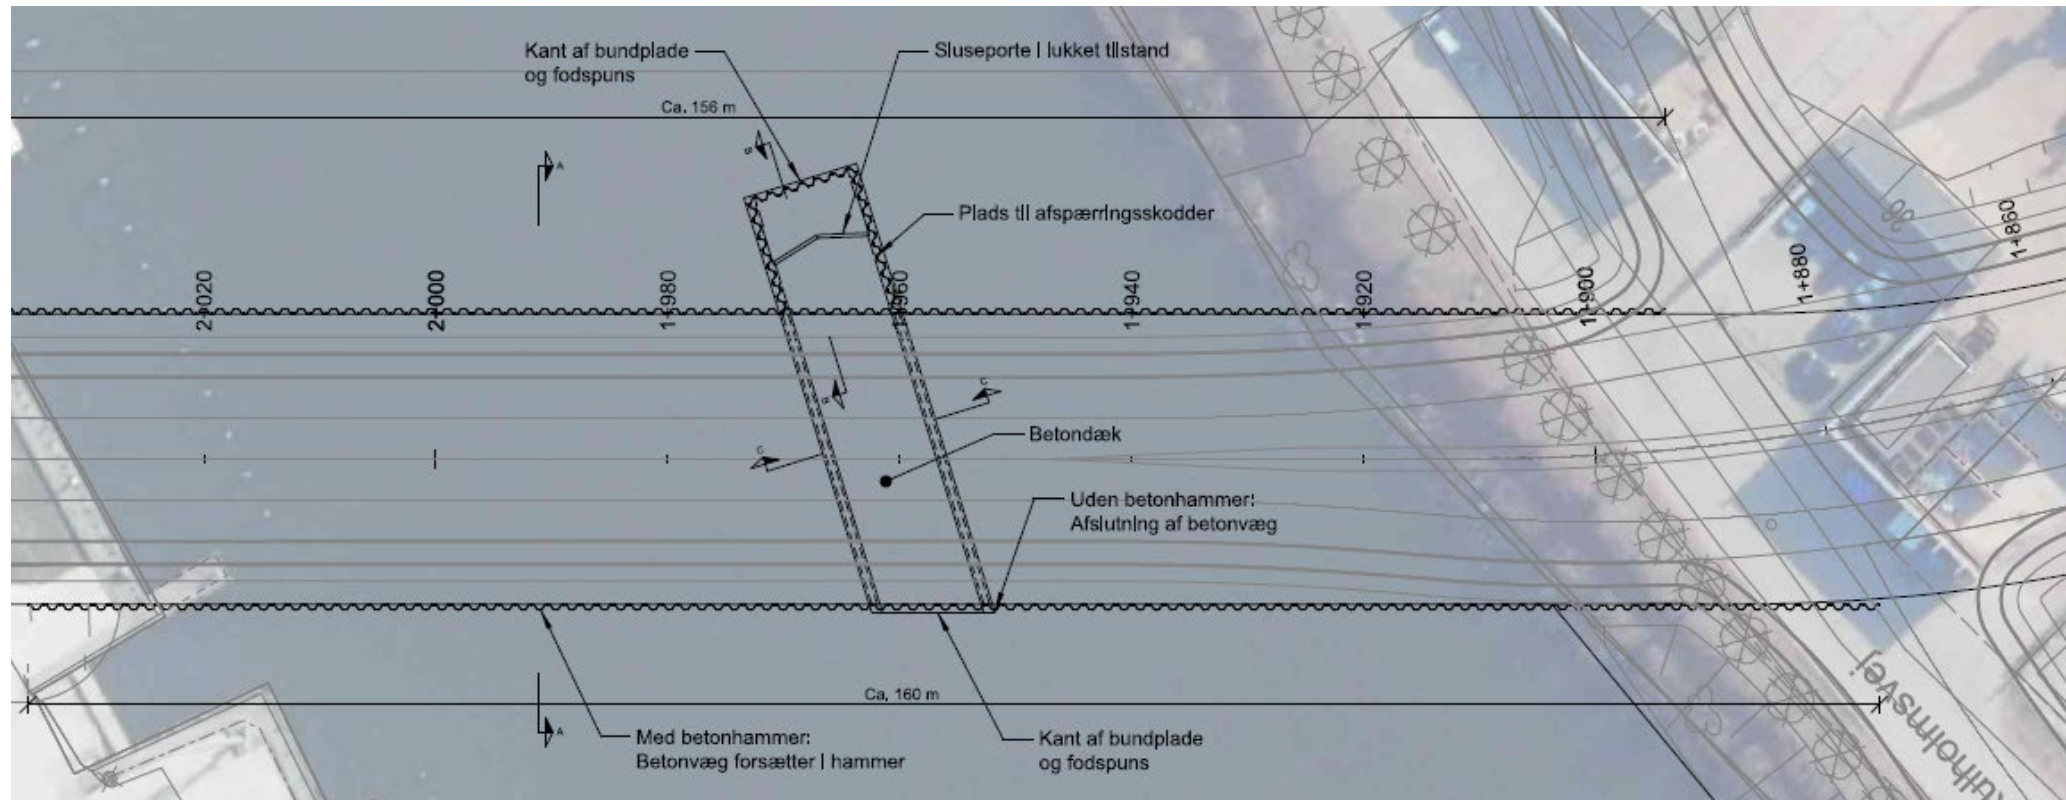 Kant af bundplade
og fodspuns
Sluseporte i lukket tilstand
Ca. 156 m
B
A
Plads til afspærringsskodder
2+020
2+000
1+980
1+960
1+940
1+920
1+900
1+880
1+860
C
B
C
Betondæk
Uden betonhammer:
Afslutning af betonvæg
Ca. 160 m
A
Med betonhammer:
Betonvæg forsætter i hammer
Kant af bundplade
og fodspuns